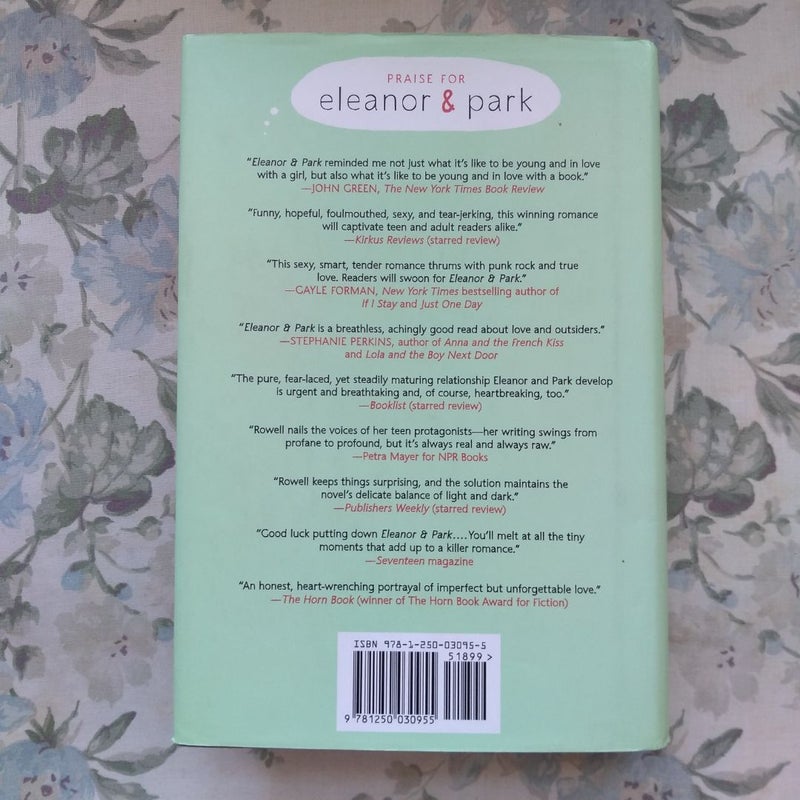 PRAISE FOR
eleanor & park
“Eleanor & Park reminded me not just what it’s like to be young and in love
with a girl, but also what it’s like to be young and in love with a book.”
—JOHN GREEN, The New York Times Book Review
“Funny, hopeful, foulmouthed, sexy, and tear-jerking, this winning romance
will captivate teen and adult readers alike.”
—Kirkus Reviews (starred review)
“This sexy, smart, tender romance thrums with punk rock and true
love. Readers will swoon for Eleanor & Park.”
—GAYLE FORMAN, New York Times bestselling author of
If I Stay and Just One Day
“Eleanor & Park is a breathless, achingly good read about love and outsiders.”
—STEPHANIE PERKINS, author of Anna and the French Kiss
and Lola and the Boy Next Door
“The pure, fear-laced, yet steadily maturing relationship Eleanor and Park develop
is urgent and breathtaking and, of course, heartbreaking, too.”
—Booklist (starred review)
“Rowell nails the voices of her teen protagonists—her writing swings from
profane to profound, but it’s always real and always raw.”
—Petra Mayer for NPR Books
“Rowell keeps things surprising, and the solution maintains the
novel’s delicate balance of light and dark.”
—Publishers Weekly (starred review)
“Good luck putting down Eleanor & Park....You’ll melt at all the tiny
moments that add up to a killer romance.”
—Seventeen magazine
“An honest, heart-wrenching portrayal of imperfect but unforgettable love.”
—The Horn Book (winner of The Horn Book Award for Fiction)
ISBN 978-1-250-03095-5
51899 >
9 781250 030955